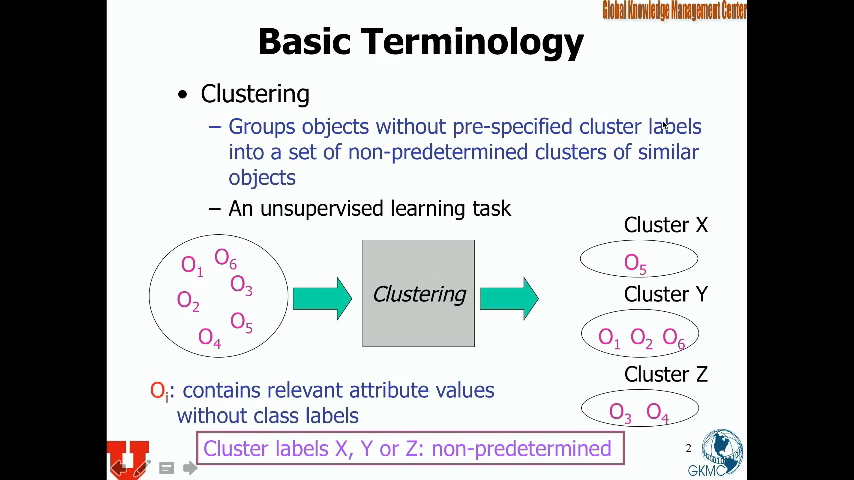 Global Knowledge Management Center
Basic Terminology
• Clustering
– Groups objects without pre-specified cluster labels
into a set of non-predetermined clusters of similar
objects
– An unsupervised learning task
Cluster X
O1 O6
O3
O2
O5
O4
Clustering
O5
Cluster Y
O1 O2 O6
Cluster Z
O3 O4
Oi: contains relevant attribute values
without class labels
Cluster labels X, Y or Z: non-predetermined
2
U
GKMC